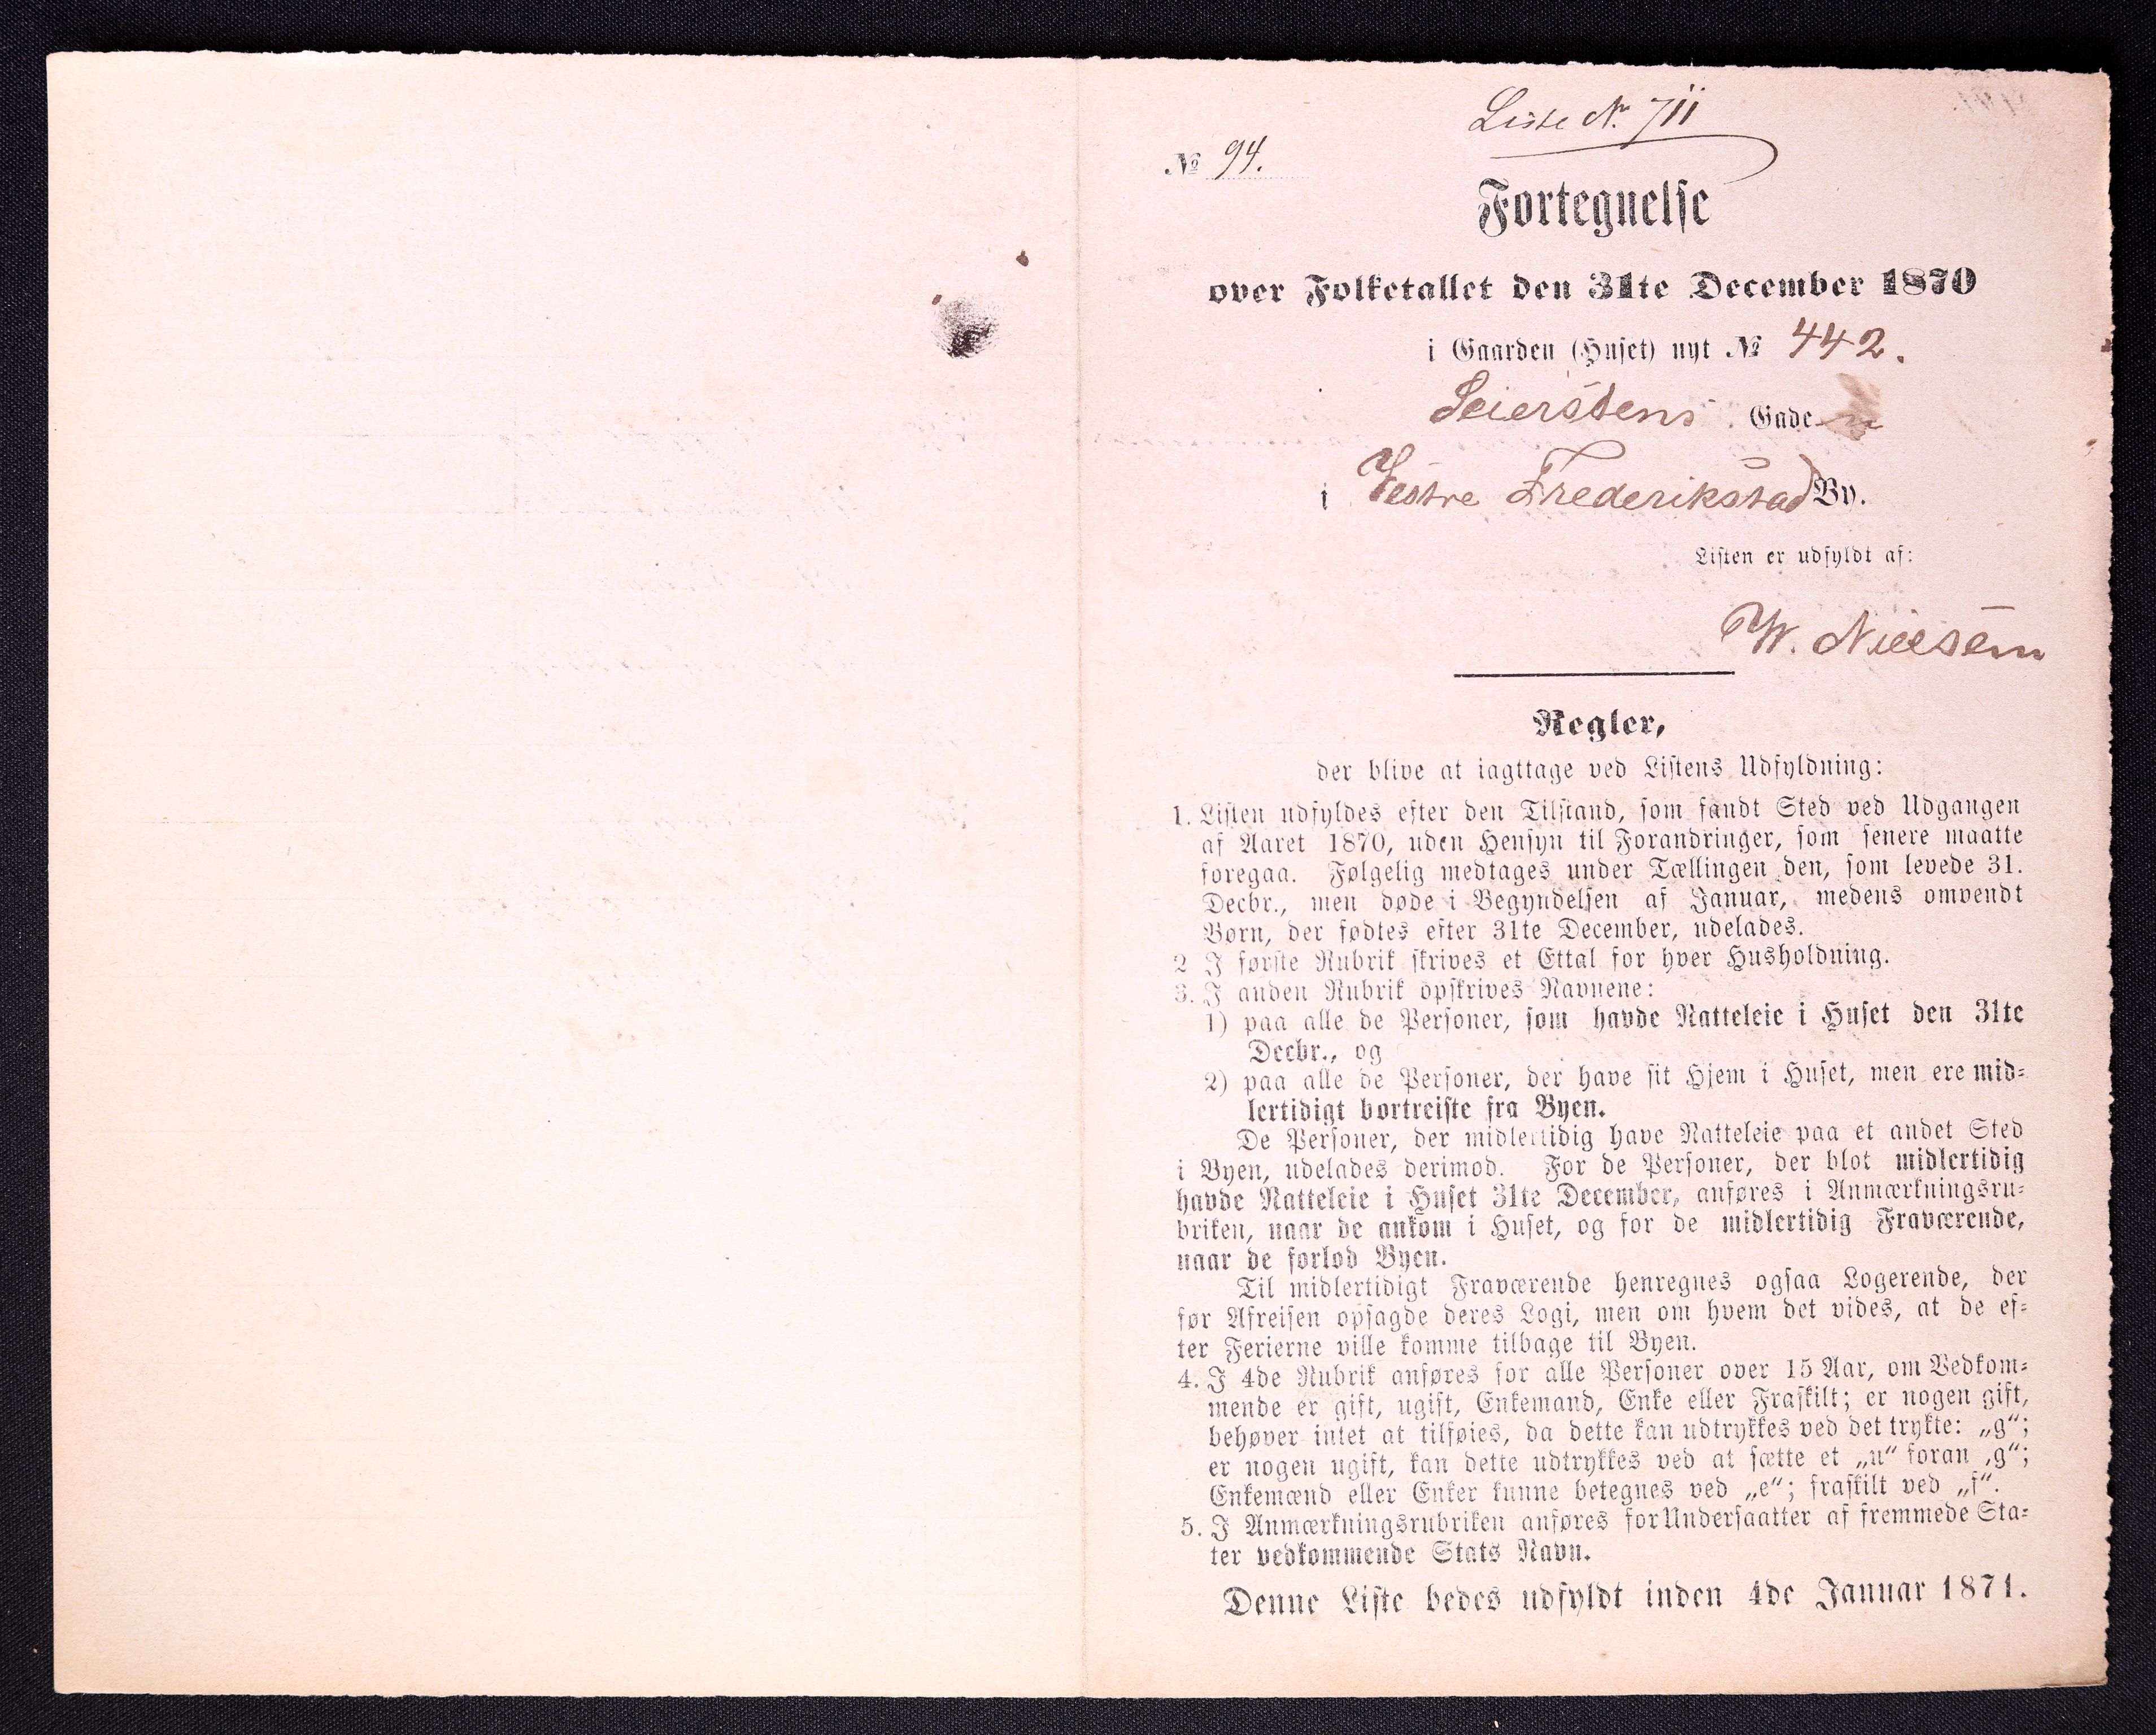 Liste Nr. 711
№ 94.
Fortegnelse
over Folketallet den 31te December 1870
i Gaarden (Huset) nyt № 442.
Seierstens Gade
i Vestre Frederikstad By.
Listen er udfyldt af:
W. Nielsen
Regler,
der blive at iagttage ved Listens Udfyldning:
1. Listen udfyldes efter den Tilstand, som fandt Sted ved Udgangen
af Aaret 1870, uden Hensyn til Forandringer, som senere maatte
foregaa. Følgelig medtages under Tællingen den, som levede 31.
Decbr., men døde i Begyndelsen af Januar, medens omvendt
Børn, der fødtes efter 31te December, udelades.
2 I første Rubrik skrives et Ettal for hver Husholdning.
3. I anden Rubrik opskrives Navnene:
1) paa alle de Personer, som havde Natteleie i Huset den 31te
Decbr., og
2) paa alle de Personer, der have sit Hjem i Huset, men ere mid-
lertidigt bortreiste fra Byen.
De Personer, der midlertidig have Natteleie paa et andet Sted
i Byen, udelades derimod. For de Personer, der blot midlertidig
havde Natteleie i Huset 31te December, anføres i Anmærkningsru-
briken, naar de ankom i Huset, og for de midlertidig Fraværende,
naar de forlod Byen.
Til midlertidigt Fraværende henregnes ogsaa Logerende, der
før Afreisen opsagde deres Logi, men om hvem det vides, at de ef-
ter Ferierne ville komme tilbage til Byen.
4. I 4de Rubrik anføres for alle Personer over 15 Aar, om Vedkom-
mende er gift, ugift, Enkemand, Enke eller Fraskilt; er nogen gift,
behøver intet at tilføies, da dette kan udtrykkes ved det trykte: „g“;
er nogen ugift, kan dette udtrykkes ved at sætte et „u“ foran ‚g“;
Enkemænd eller Enker kunne betegnes ved „e“; fraskilt ved „f“.
5. I Anmærkningsrubriken anføres for Undersaatter af fremmede Sta-
ter vedkommende Stats Navn.
Denne Liste bedes udfyldt inden 4de Januar 1871.